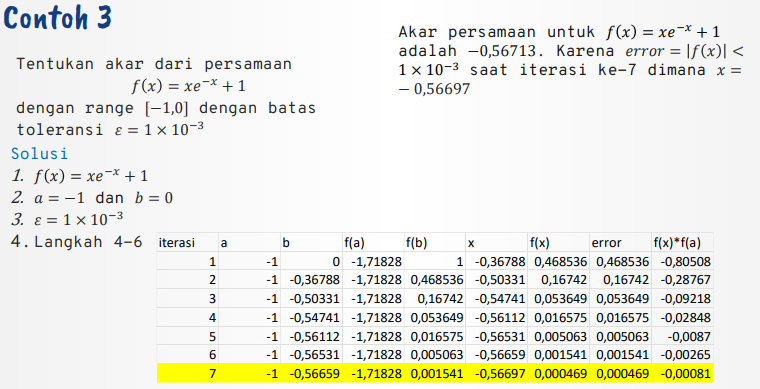 Contoh 3
Tentukan akar dari persamaan
f(x) = xe⁻ˣ + 1
dengan range [−1,0] dengan batas
toleransi ε = 1 × 10⁻³
Solusi
1. f(x) = xe⁻ˣ + 1
2. a = −1 dan b = 0
3. ε = 1 × 10⁻³
4. Langkah 4-6
Akar persamaan untuk f(x) = xe⁻ˣ + 1
adalah −0,56713. Karena error = |f(x)| <
1 × 10⁻³ saat iterasi ke-7 dimana x =
− 0,56697
iterasi a b f(a) f(b) x f(x) error f(x)*f(a)
1 -1 0 -1,71828 1 -0,36788 0,468536 0,468536 -0,80508
2 -1 -0,36788 -1,71828 0,468536 -0,50331 0,16742 0,16742 -0,28767
3 -1 -0,50331 -1,71828 0,16742 -0,54741 0,053649 0,053649 -0,09218
4 -1 -0,54741 -1,71828 0,053649 -0,56112 0,016575 0,016575 -0,02848
5 -1 -0,56112 -1,71828 0,016575 -0,56531 0,005063 0,005063 -0,0087
6 -1 -0,56531 -1,71828 0,005063 -0,56659 0,001541 0,001541 -0,00265
7 -1 -0,56659 -1,71828 0,001541 -0,56697 0,000469 0,000469 -0,00081